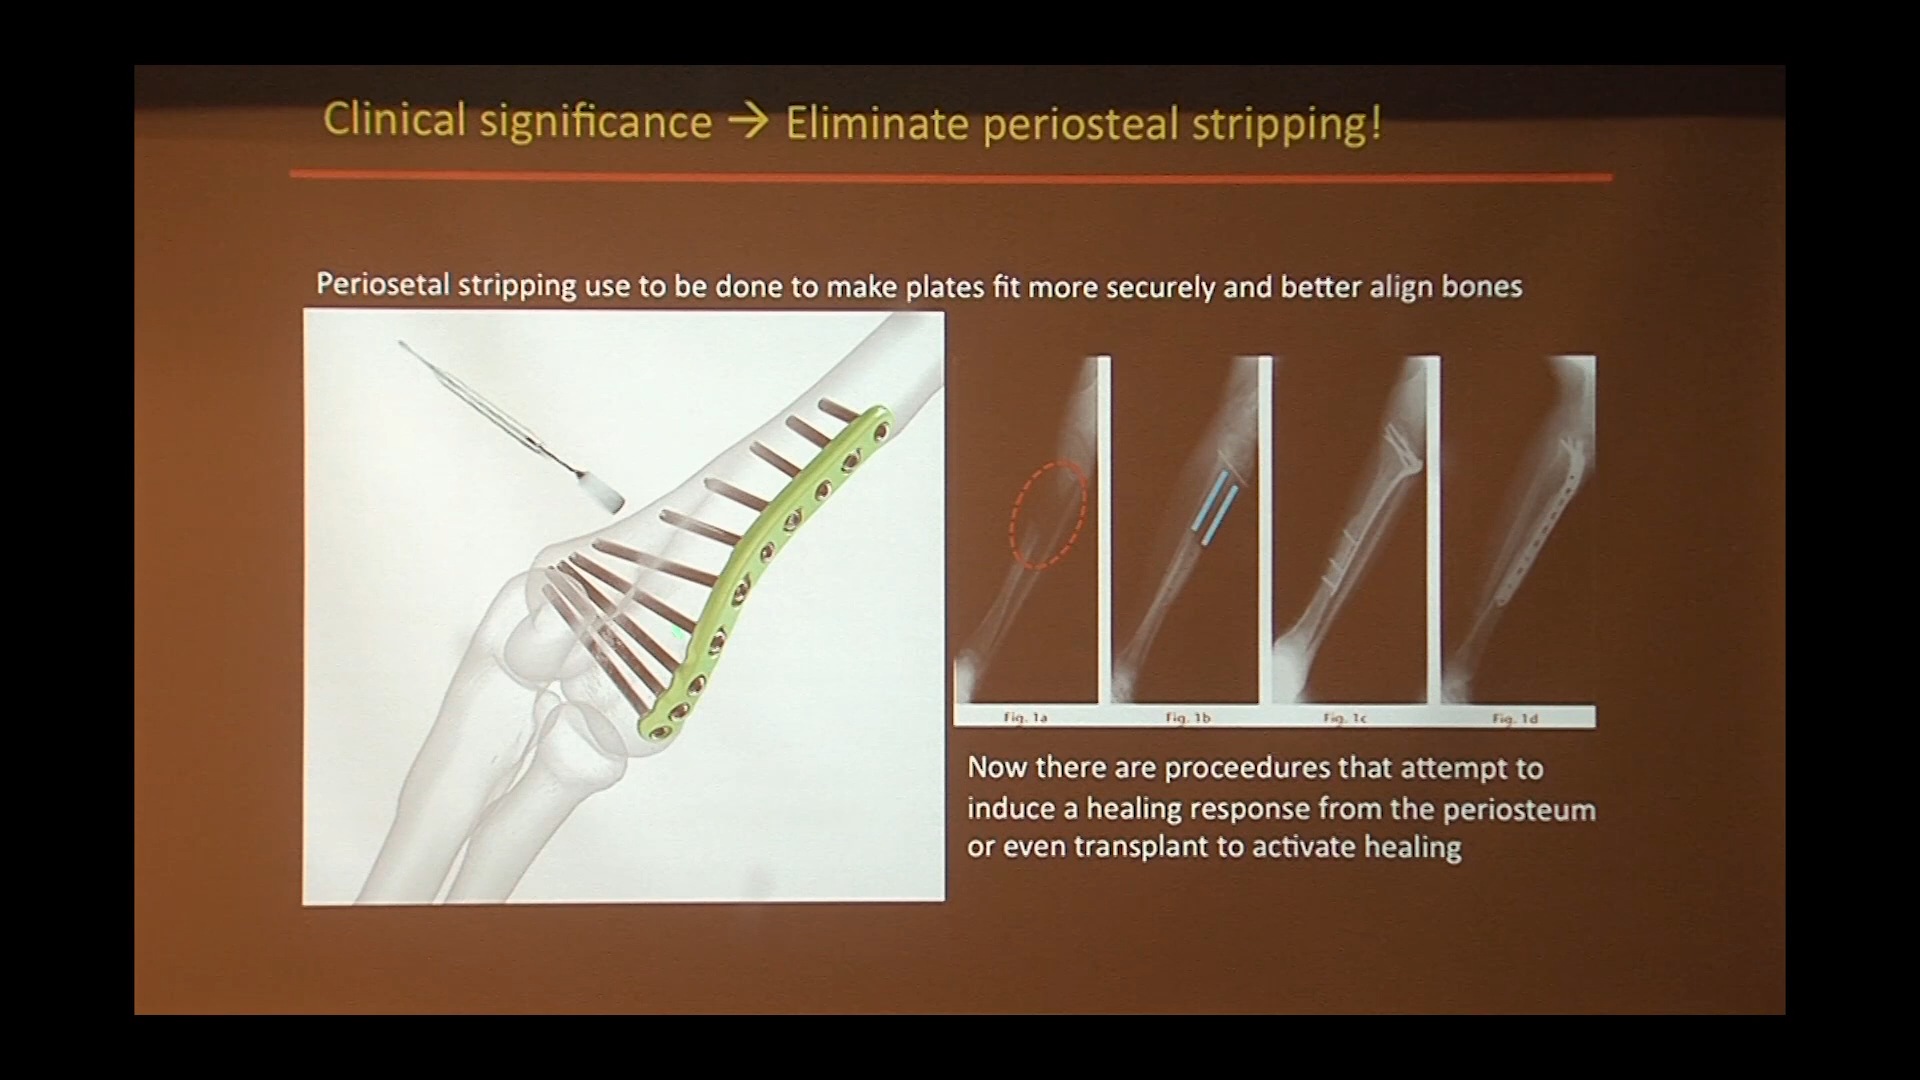 Clinical significance → Eliminate periosteal stripping!
Periosetal stripping use to be done to make plates fit more securely and better align bones
Fig. 1a
Fig. 1b
Fig. 1c
Fig. 1d
Now there are proceedures that attempt to
induce a healing response from the periosteum
or even transplant to activate healing